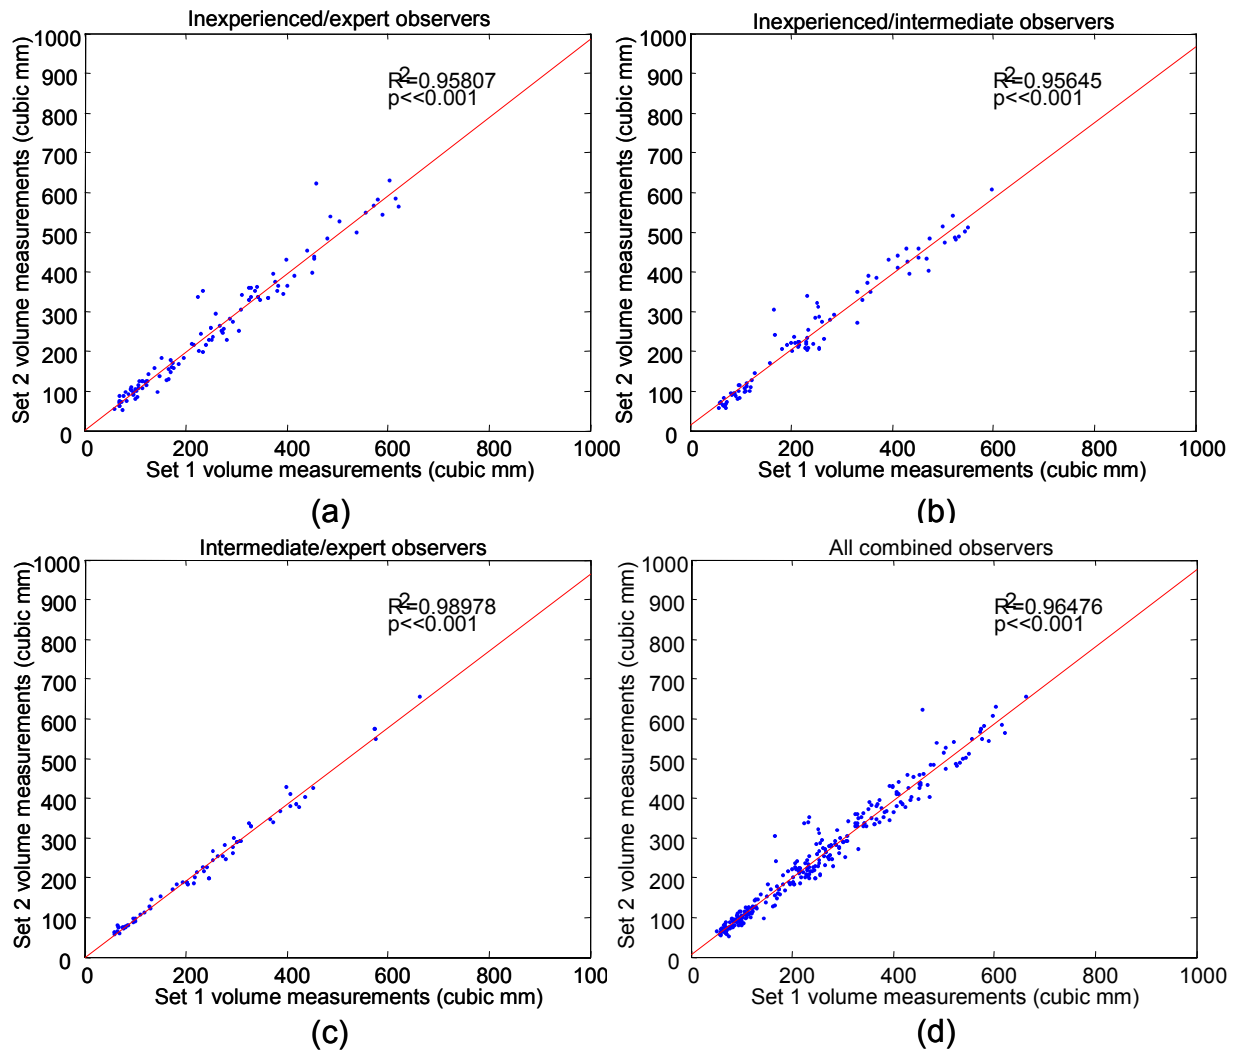 Inexperienced/expert observers
1000
900
800
700
600
500
400
300
200
100
0
Set 2 volume measurements (cubic mm)
R2=0.95807
p<<0.001
0 200 400 600 800 1000
Set 1 volume measurements (cubic mm)
(a)
Inexperienced/intermediate observers
1000
900
800
700
600
500
400
300
200
100
0
Set 2 volume measurements (cubic mm)
R2=0.95645
p<<0.001
0 200 400 600 800 1000
Set 1 volume measurements (cubic mm)
(b)
Intermediate/expert observers
1000
900
800
700
600
500
400
300
200
100
0
Set 2 volume measurements (cubic mm)
R2=0.98978
p<<0.001
0 200 400 600 800 100
Set 1 volume measurements (cubic mm)
(c)
All combined observers
1000
900
800
700
600
500
400
300
200
100
0
Set 2 volume measurements (cubic mm)
R2=0.96476
p<<0.001
0 200 400 600 800 1000
Set 1 volume measurements (cubic mm)
(d)